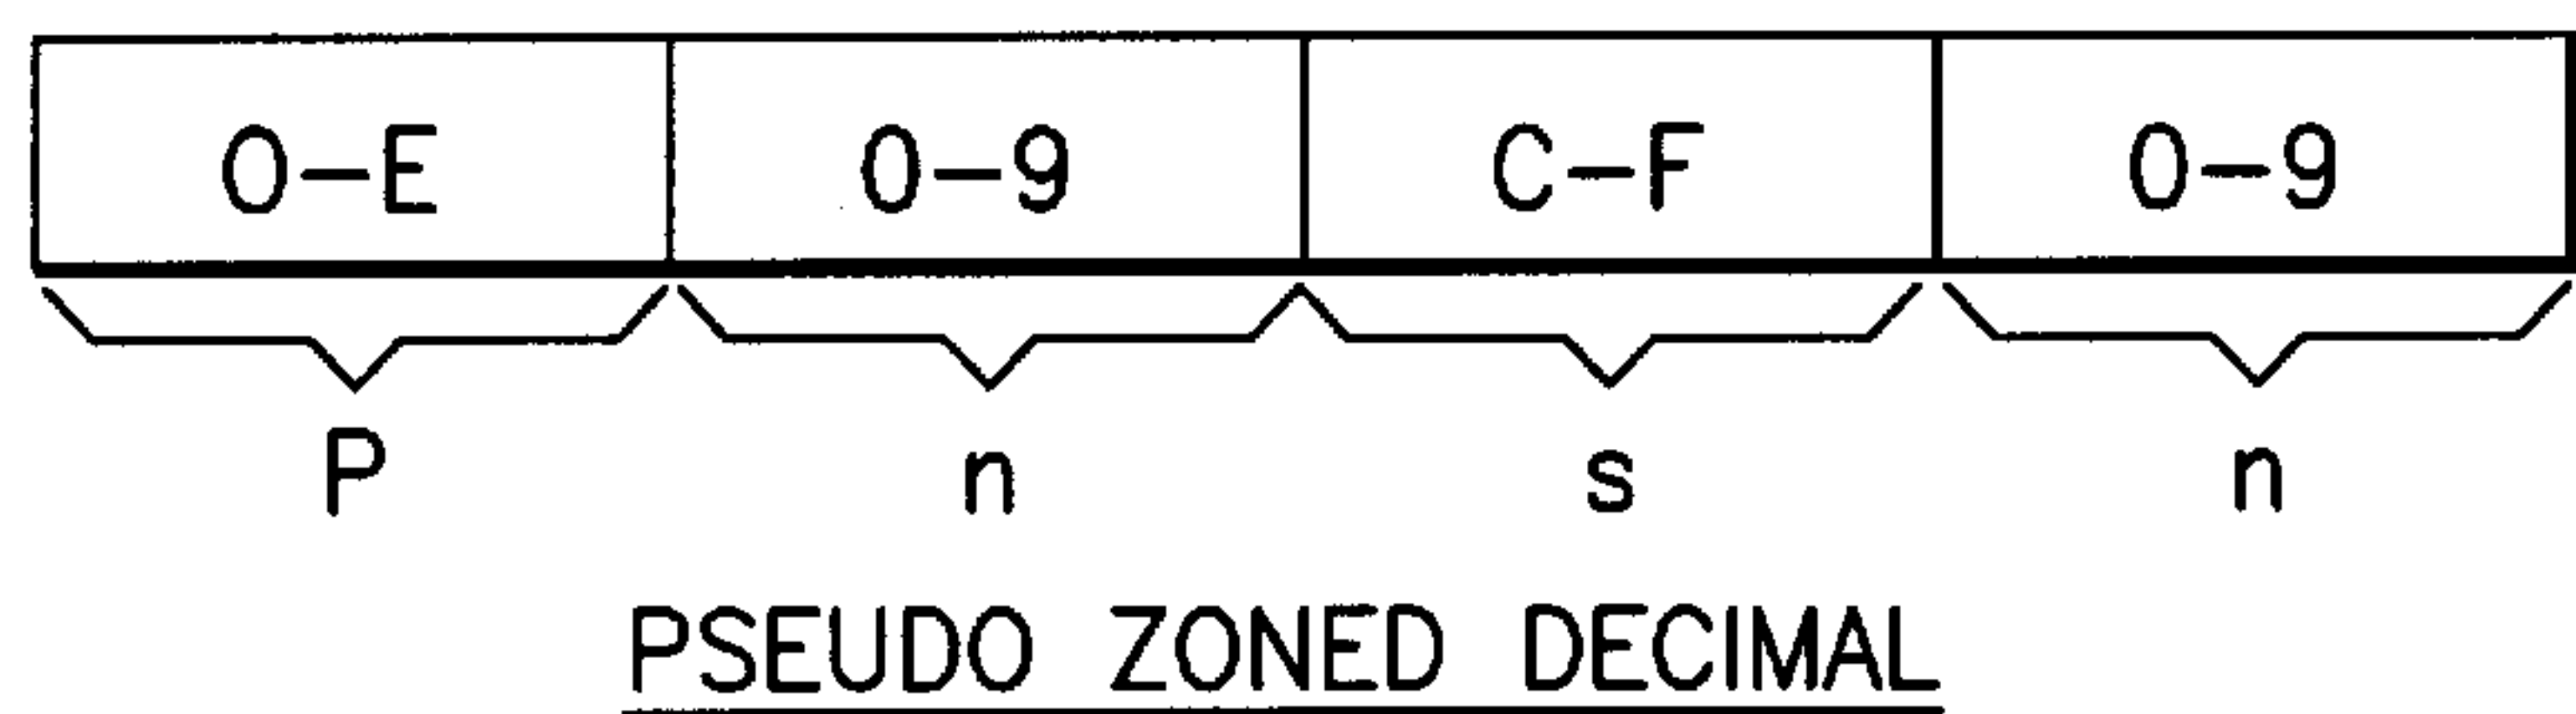 0-E 0-9 C-F 0-9
P n s n
PSEUDO ZONED DECIMAL